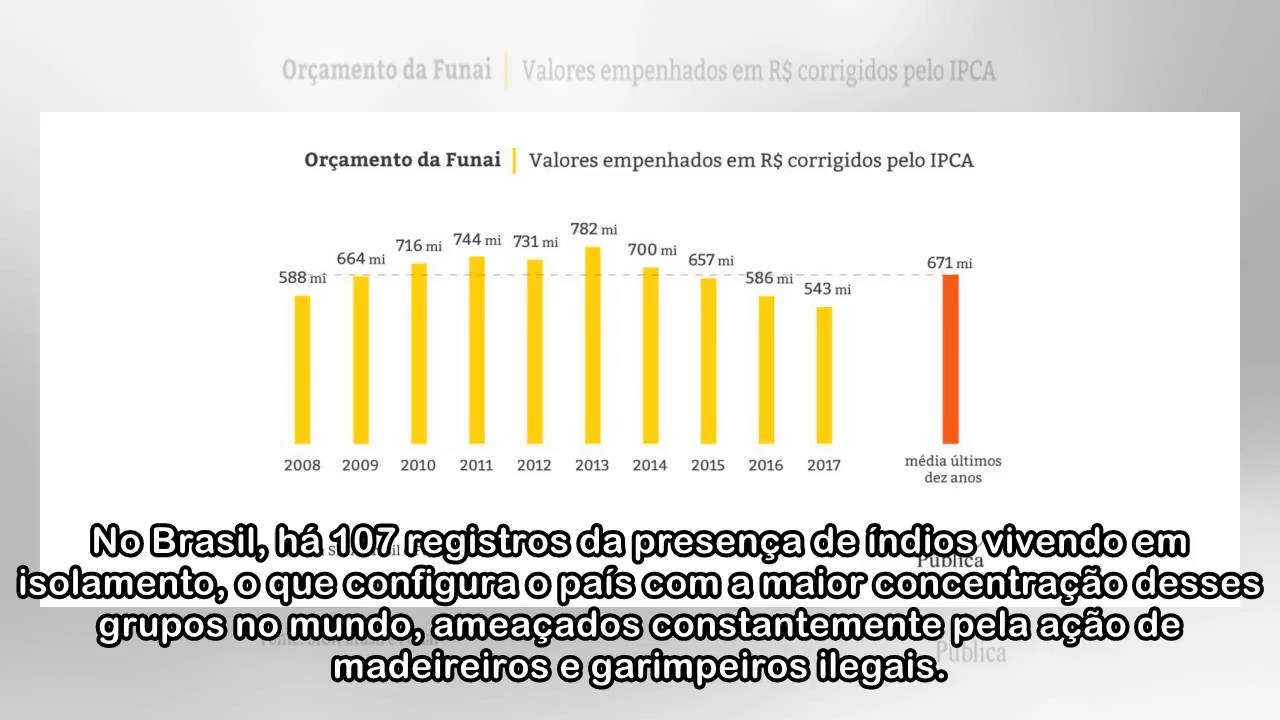 Orçamento da Funai | Valores empenhados em R$ corrigidos pelo IPCA
Orçamento da Funai | Valores empenhados em R$ corrigidos pelo IPCA
588 mi 664 mi 716 mi 744 mi 731 mi 782 mi 700 mi 657 mi 586 mi 543 mi 671 mi
2008 2009 2010 2011 2012 2013 2014 2015 2016 2017 média últimos
dez anos
Pública
No Brasil, há 107 registros da presença de índios vivendo em
isolamento, o que configura o país com a maior concentração desses
grupos no mundo, ameaçados constantemente pela ação de
madeireiros e garimpeiros ilegais.
Pública